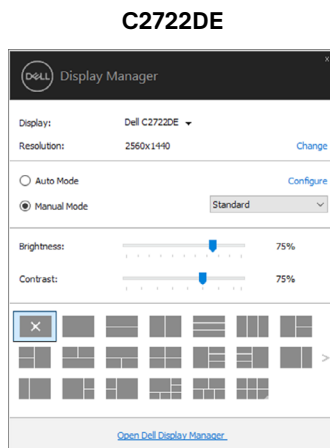 C2722DE
x
DELL Display Manager
Display: Dell C2722DE
Resolution: 2560x1440 Change
Auto Mode Configure
Manual Mode Standard
Brightness: 75%
Contrast: 75%
>
Open Dell Display Manager